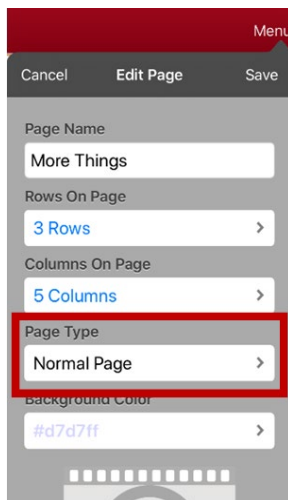 Menu
Cancel Edit Page Save
Page Name
More Things
Rows On Page
3 Rows
Columns On Page
5 Columns
Page Type
Normal Page
Background Color
#d7d7ff